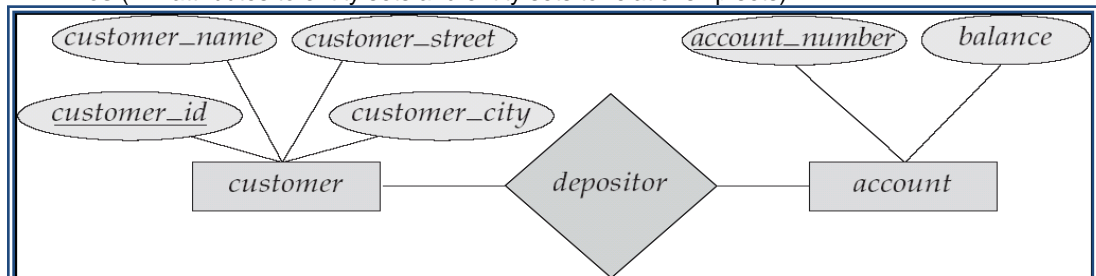 customer_name customer_street account_number balance
customer_id customer_city
customer depositor account